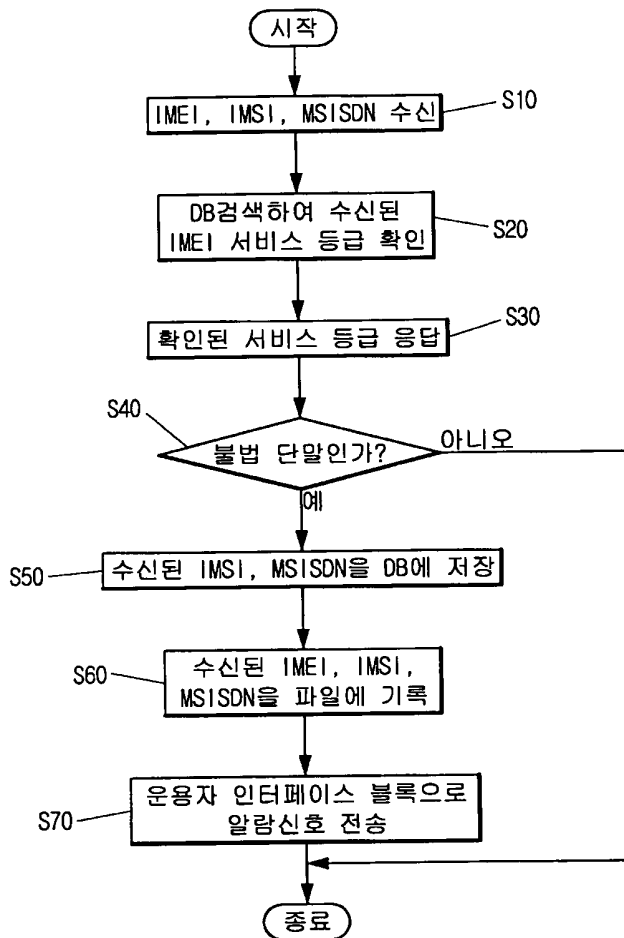 시작
IMEI, IMSI, MSISDN 수신
S10
DB검색하여 수신된
IMEI 서비스 등급 확인
S20
확인된 서비스 등급 응답
S30
S40
불법 단말인가?
아니오
예
S50
수신된 IMSI, MSISDN을 DB에 저장
S60
수신된 IMEI, IMSI,
MSISDN을 파일에 기록
S70
운용자 인터페이스 블록으로
알람신호 전송
종료